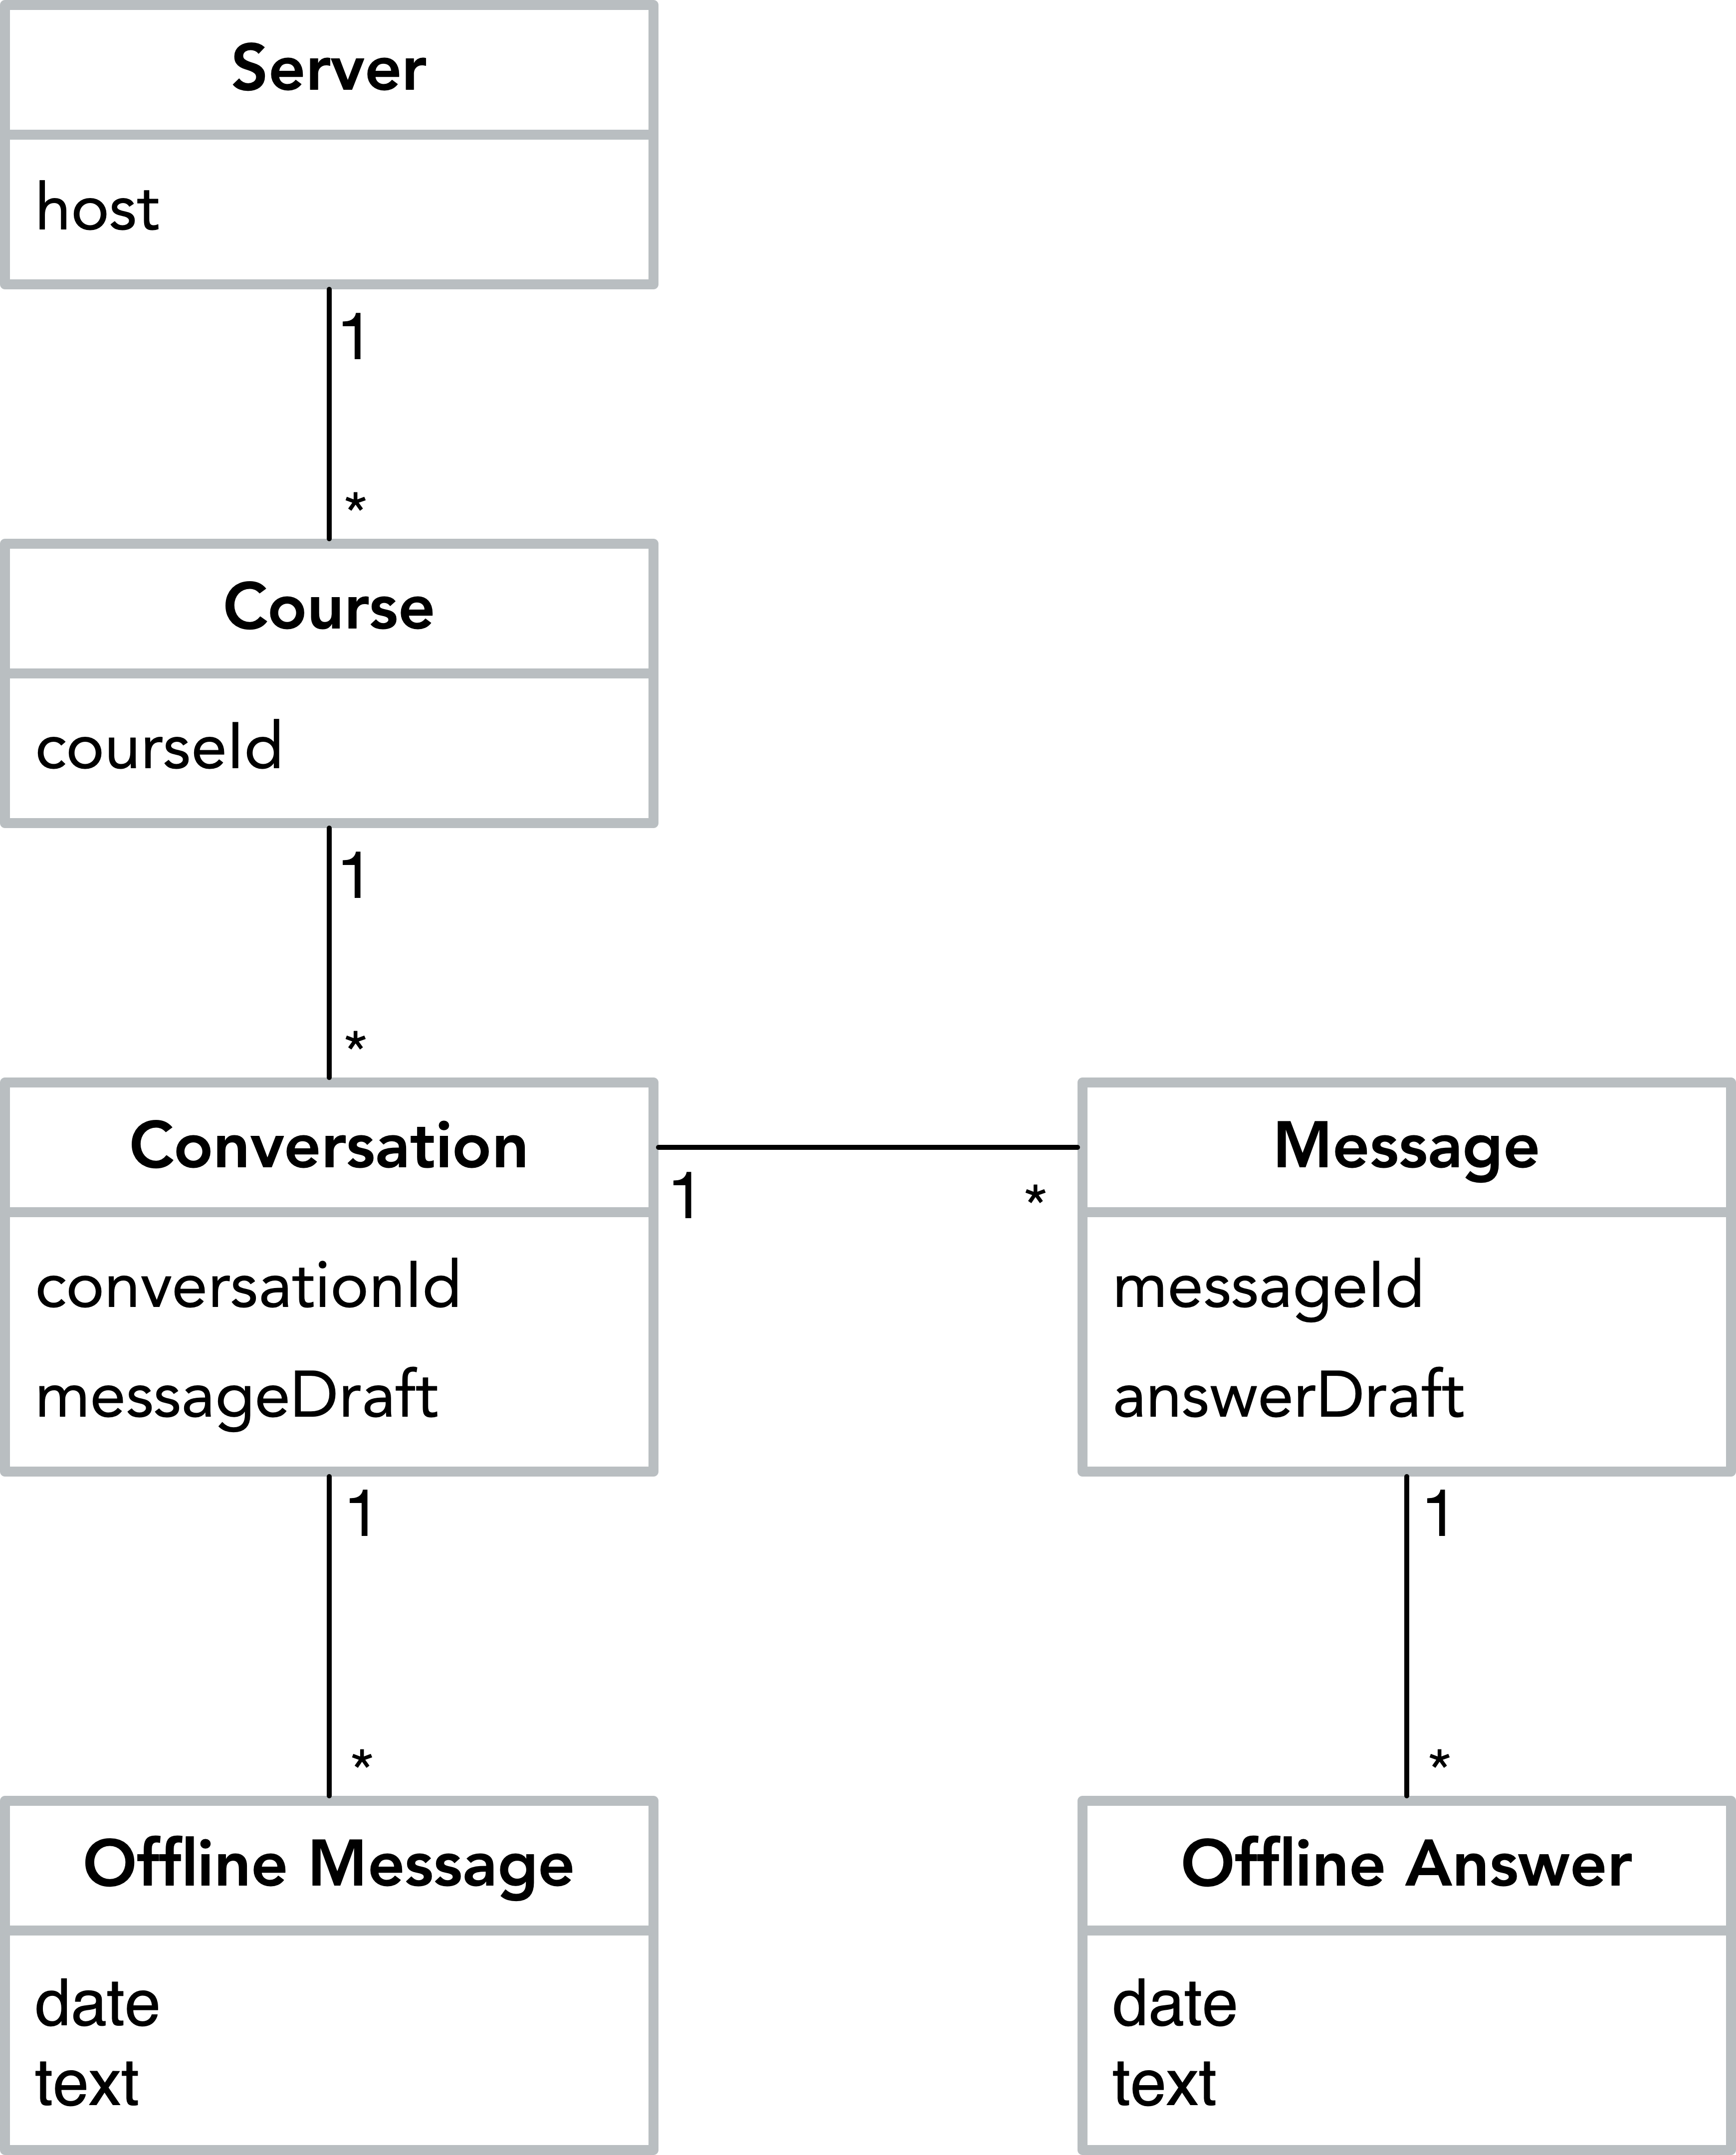 Server
host
1
*
Course
courseId
1
*
Conversation
conversationId
messageDraft
1
*
Message
messageId
answerDraft
1
*
Offline Message
date
text
1
*
Offline Answer
date
text